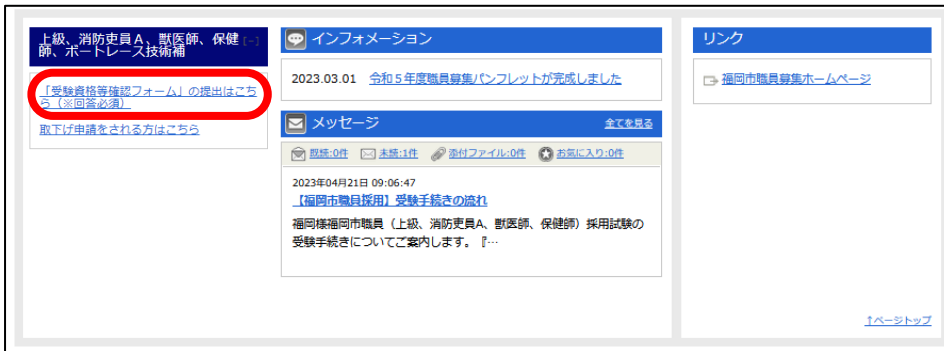 上級、消防吏員Ａ、獣医師、保健[－]
師、ボートレース技術補
「受験資格等確認フォーム」の提出はこち
ら（※回答必須）
取下げ申請をされる方はこちら
インフォメーション
2023.03.01 令和５年度職員募集パンフレットが完成しました
メッセージ 全てを見る
既読:0件 未読:1件 添付ファイル:0件 お気に入り:0件
2023年04月21日 09:06:47
【福岡市職員採用】受験手続きの流れ
福岡様福岡市職員（上級、消防吏員A、獣医師、保健師）採用試験の
受験手続きについてご案内します。『…
リンク
福岡市職員募集ホームページ
↑ページトップ